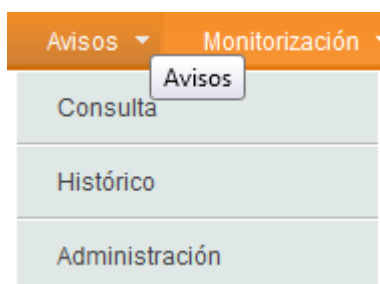 Avisos Monitorización
Avisos
Consulta
Histórico
Administración